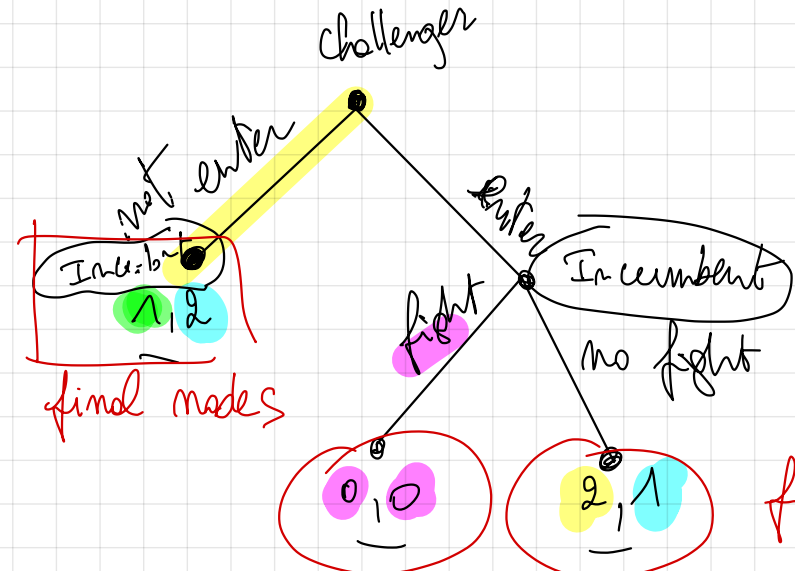 Challenger
not enter
Enter
Incumbent
Incumbent
1, 2
fight
no fight
final nodes
0, 0
2, 1
f